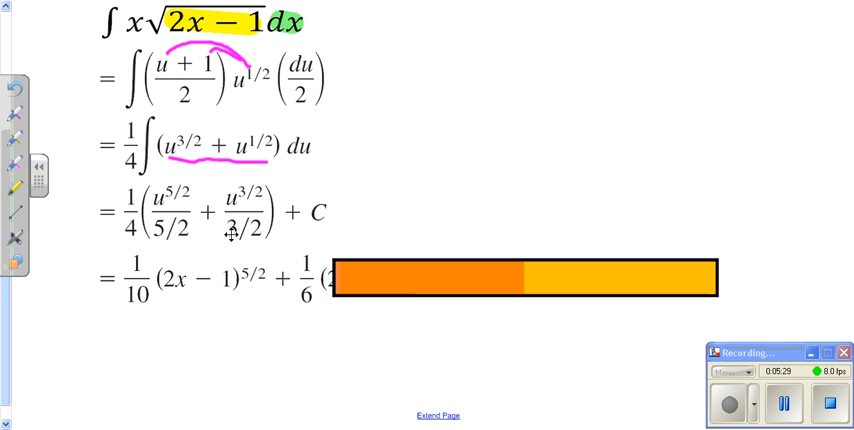 ∫ x√(2x − 1) dx
= ∫ ((u + 1)/2) u^{1/2} (du/2)
= 1/4 ∫ (u^{3/2} + u^{1/2}) du
= 1/4 (u^{5/2}/(5/2) + u^{3/2}/(3/2)) + C
= 1/10 (2x − 1)^{5/2} + 1/6 (2
Extend Page
Recording...
Menu
0:05:29
8.0 fps